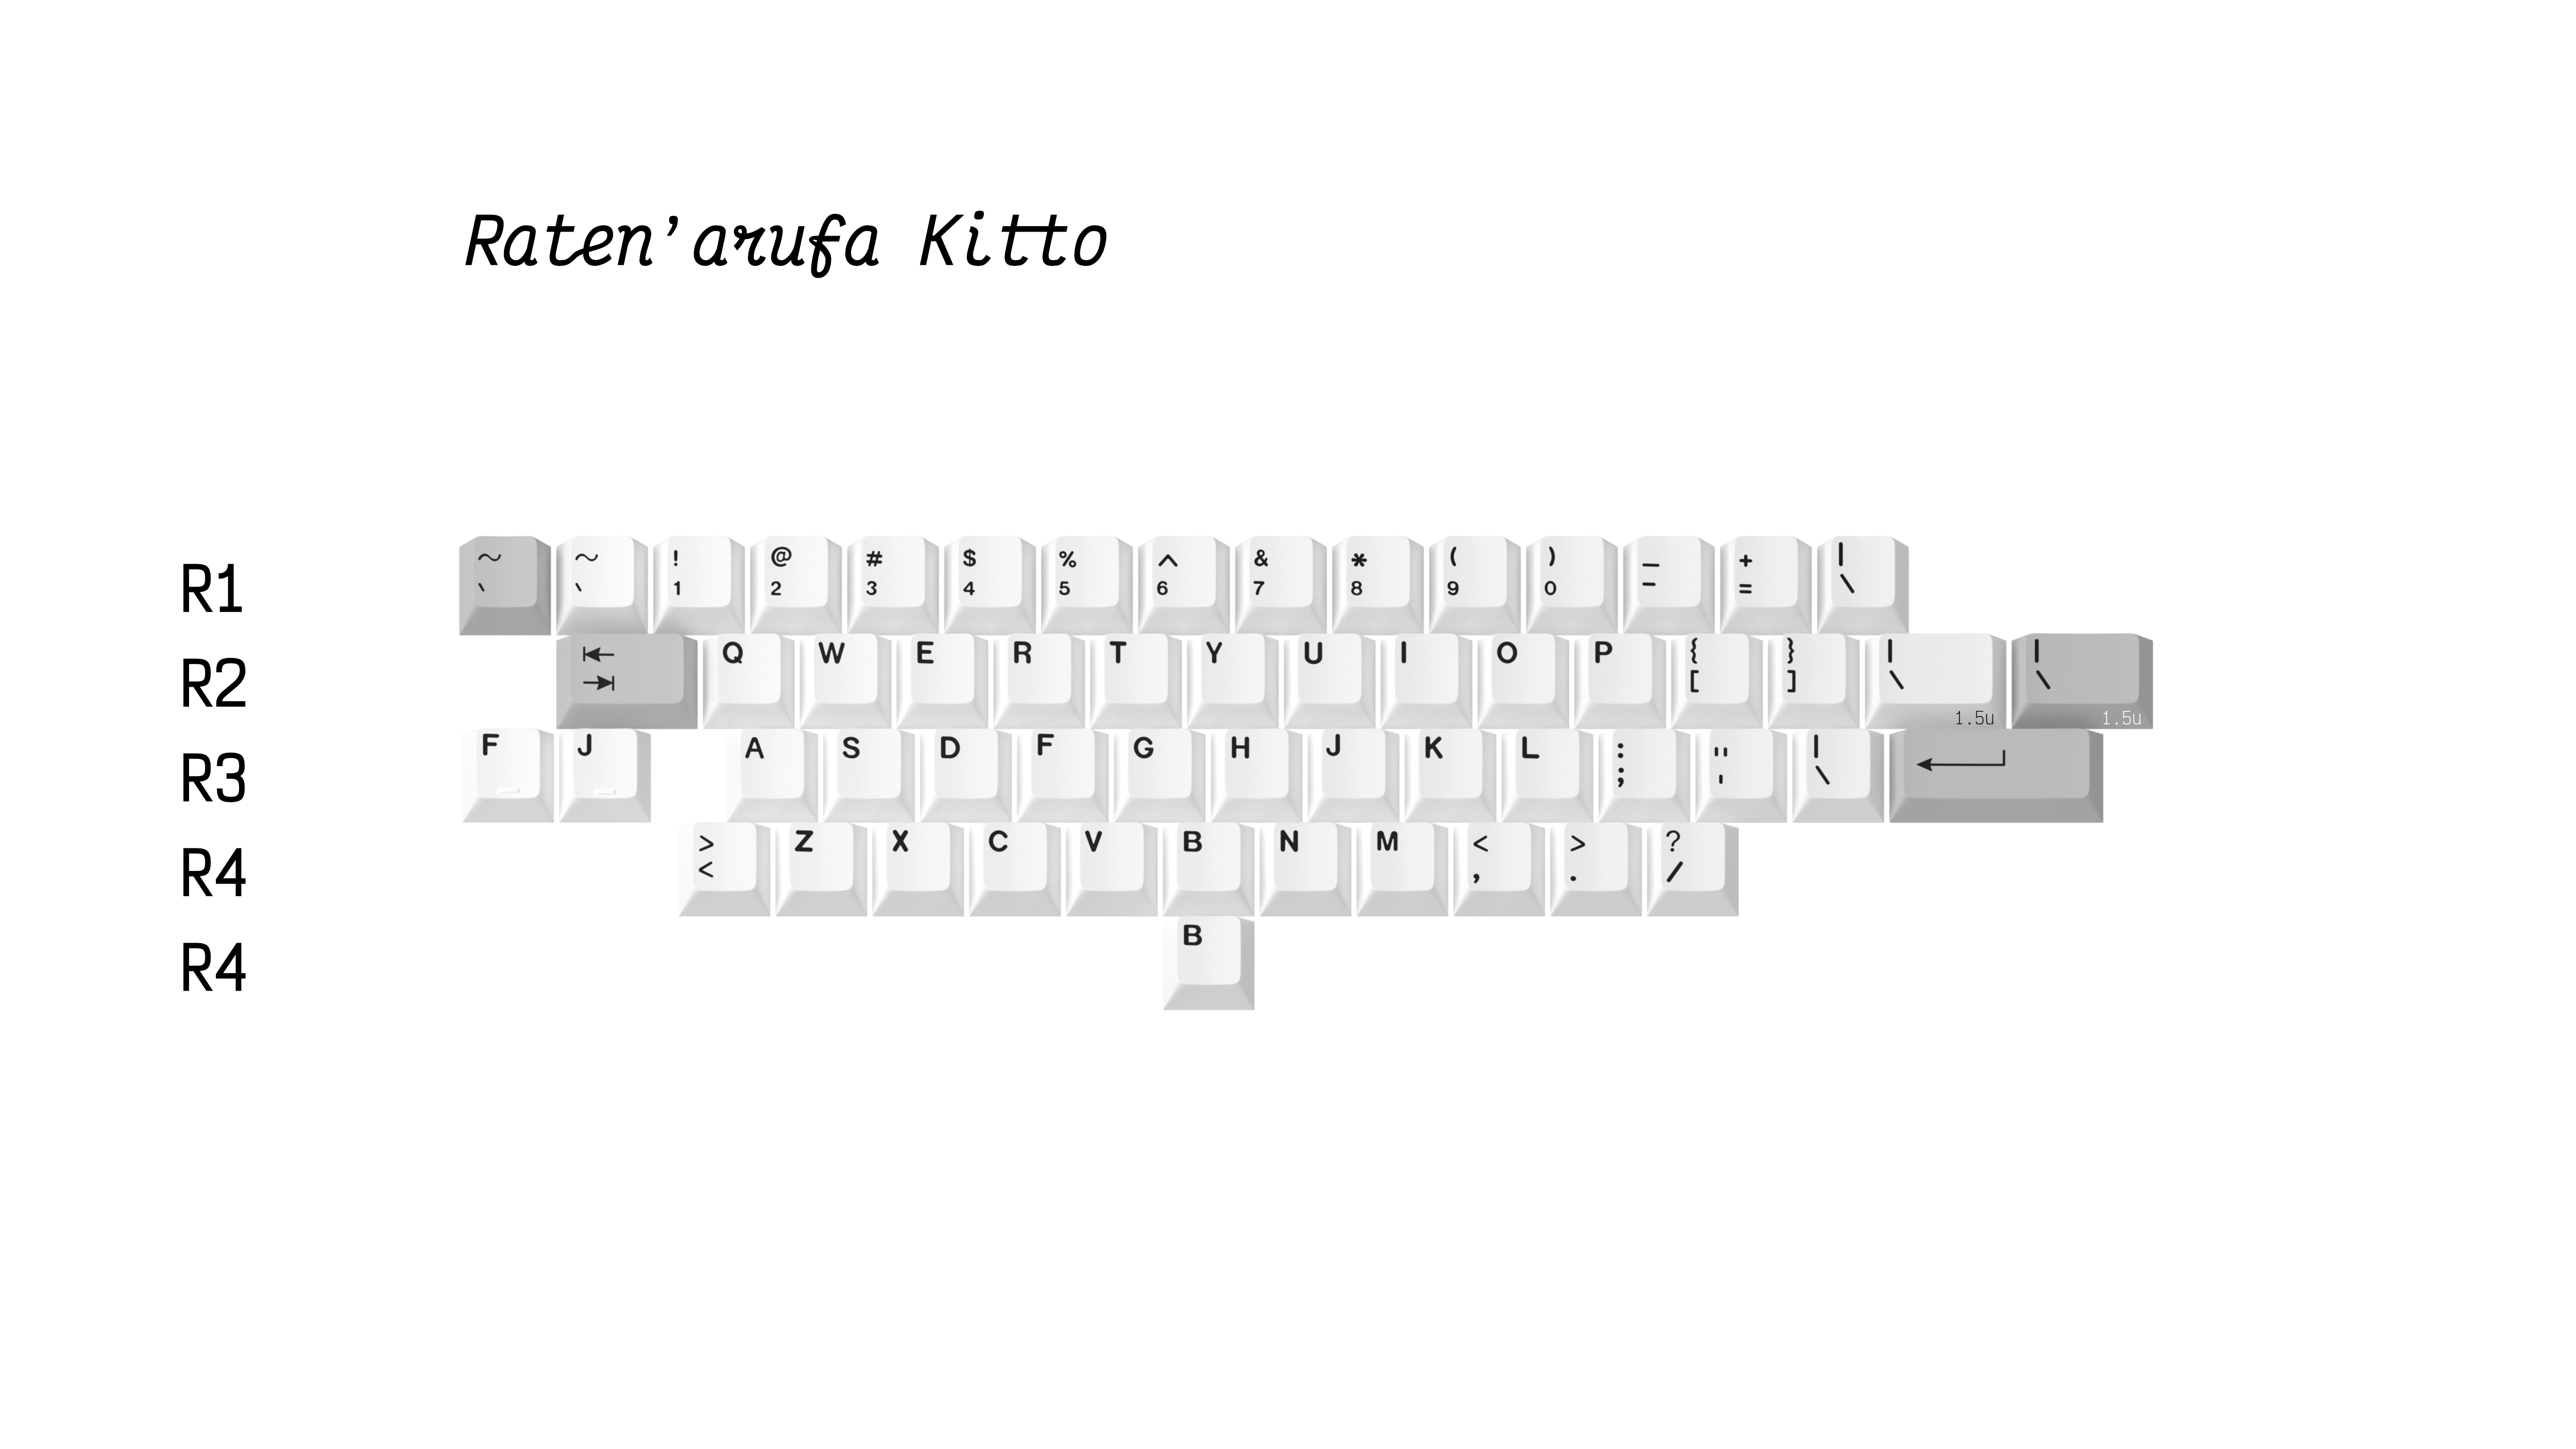 Raten'arufa Kitto
R1 ~ ` ~ ` ! 1 @ 2 # 3 $ 4 % 5 ^ 6 & 7 * 8 ( 9 ) 0 _ - + = | \
R2 Q W E R T Y U I O P { [ } ] | \ 1.5u | \ 1.5u
R3 F J A S D F G H J K L : ; " ' | \
R4 > < Z X C V B N M < , > . ? /
R4 B